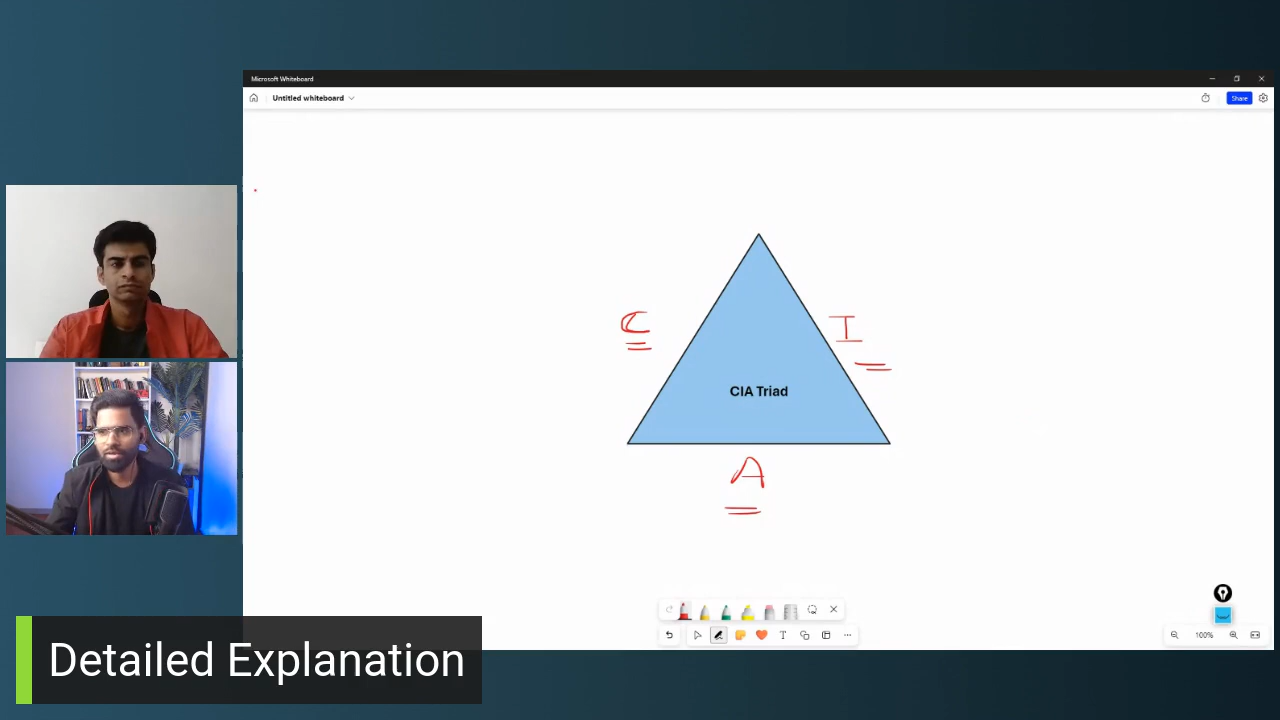 Microsoft Whiteboard
Untitled whiteboard
Share
C
I
CIA Triad
A
T
100%
Detailed Explanation